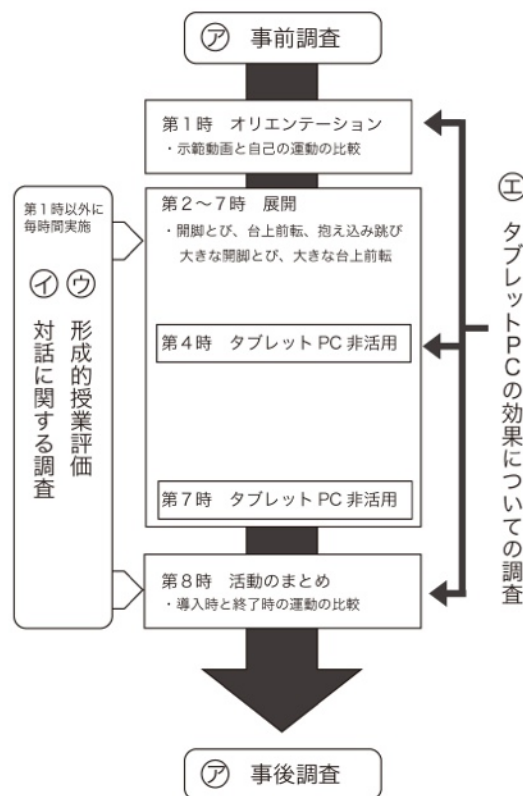 ㋐ 事前調査
第1時 オリエンテーション
・示範動画と自己の運動の比較
第1時以外に
毎時間実施
㋒ 形成的授業評価
㋑ 対話に関する調査
第2〜7時 展開
・開脚とび、台上前転、抱え込み跳び
大きな開脚とび、大きな台上前転
第4時 タブレットPC非活用
第7時 タブレットPC非活用
第8時 活動のまとめ
・導入時と終了時の運動の比較
㋓ タブレットPCの効果についての調査
㋐ 事後調査